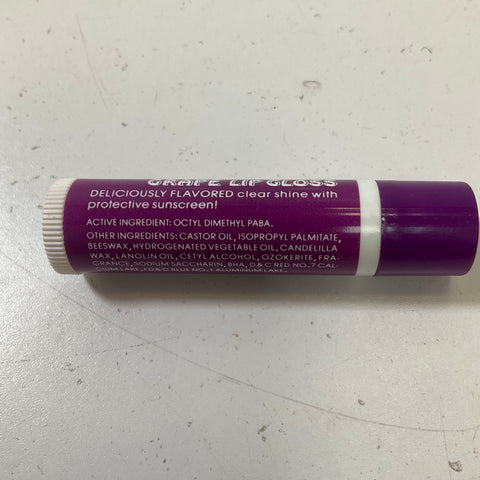 GRAPE LIP GLOSS
DELICIOUSLY FLAVORED clear shine with
protective sunscreen!
ACTIVE INGREDIENT: OCTYL DIMETHYL PABA.
OTHER INGREDIENTS: CASTOR OIL, ISOPROPYL PALMITATE,
BEESWAX, HYDROGENATED VEGETABLE OIL, CANDELILLA
WAX, LANOLIN OIL, CETYL ALCOHOL, OZOKERITE, FRA-
GRANCE, SODIUM SACCHARIN, BHA, D&C RED NO. 7 CAL-
CIUM LAKE, FD&C BLUE NO. 1 ALUMINUM LAKE.